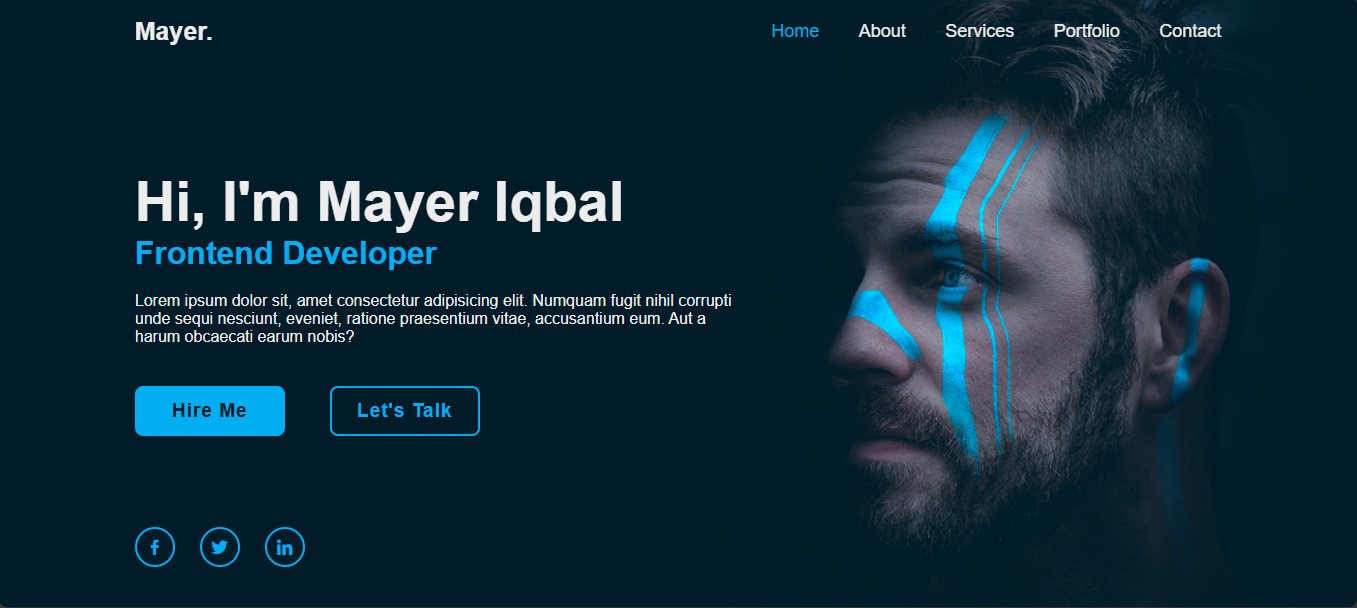 Mayer.
Home About Services Portfolio Contact
Hi, I'm Mayer Iqbal
Frontend Developer
Lorem ipsum dolor sit, amet consectetur adipisicing elit. Numquam fugit nihil corrupti
unde sequi nesciunt, eveniet, ratione praesentium vitae, accusantium eum. Aut a
harum obcaecati earum nobis?
Hire Me
Let's Talk